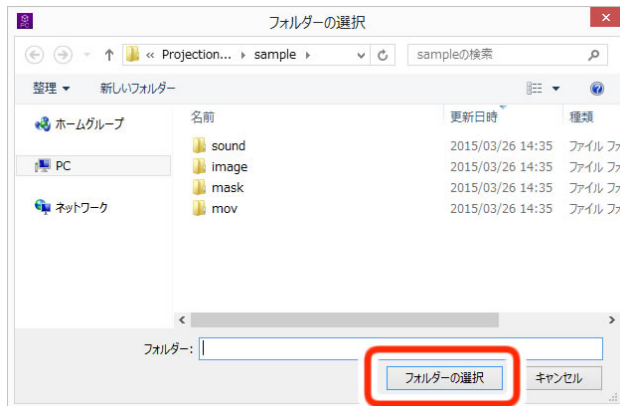 フォルダーの選択
« Projection... sample sampleの検索
整理 新しいフォルダー
名前 更新日時 種類
ホームグループ
PC
ネットワーク
sound 2015/03/26 14:35 ファイル フ
image 2015/03/26 14:35 ファイル フ
mask 2015/03/26 14:35 ファイル フ
mov 2015/03/26 14:35 ファイル フ
フォルダー:
フォルダーの選択 キャンセル